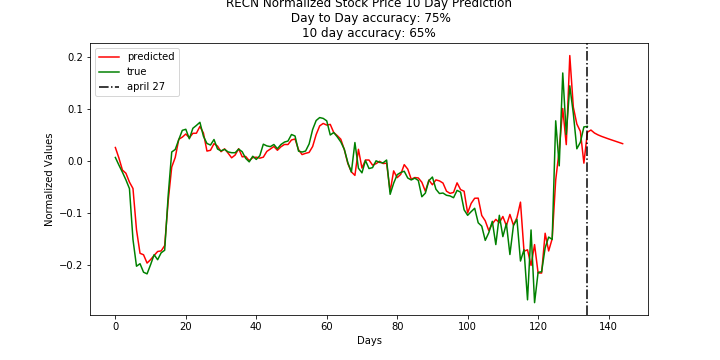 RECN Normalized Stock Price 10 Day Prediction
Day to Day accuracy: 75%
10 day accuracy: 65%
predicted
true
april 27
0.2
0.1
0.0
−0.1
−0.2
Normalized Values
0 20 40 60 80 100 120 140
Days